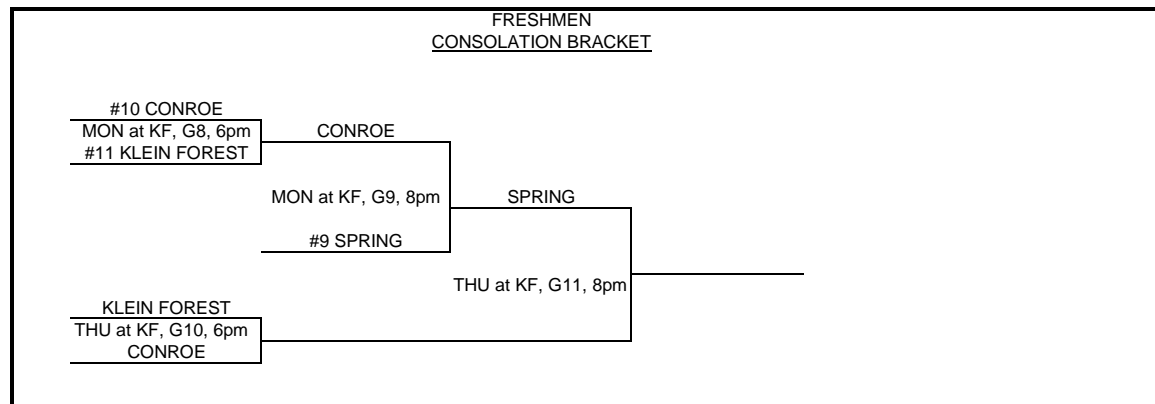 FRESHMEN
CONSOLATION BRACKET
#10 CONROE
MON at KF, G8, 6pm
CONROE
#11 KLEIN FOREST
MON at KF, G9, 8pm
SPRING
#9 SPRING
THU at KF, G11, 8pm
KLEIN FOREST
THU at KF, G10, 6pm
CONROE